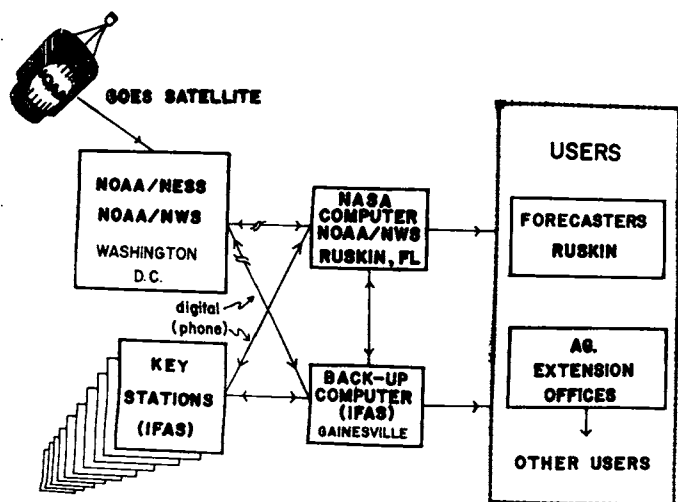 NOAA
GOES SATELLITE
NOAA/NESS
NOAA/NWS
WASHINGTON
D.C.
NASA
COMPUTER
NOAA/NWS
RUSKIN, FL
USERS
FORECASTERS
RUSKIN
digital
(phone)
KEY
STATIONS
(IFAS)
BACK-UP
COMPUTER
(IFAS)
GAINESVILLE
AG.
EXTENSION
OFFICES
OTHER USERS